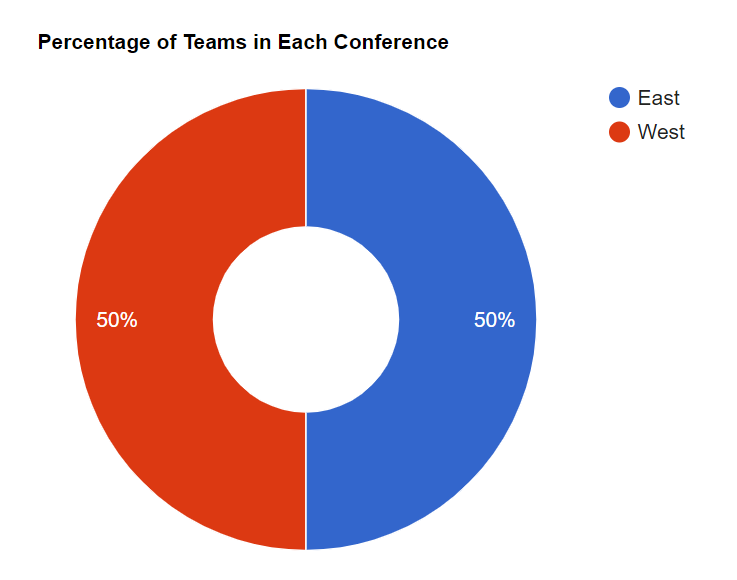 Percentage of Teams in Each Conference
East
West
50%
50%